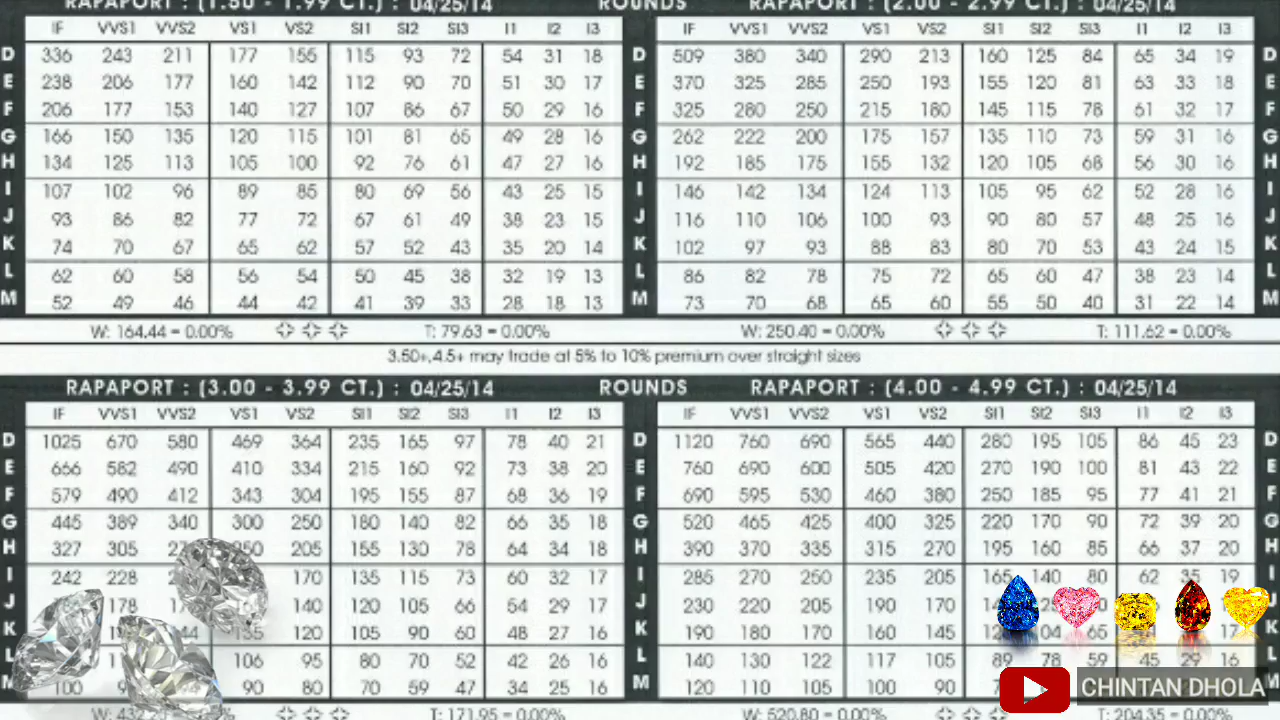 RAPAPORT : (1.50 - 1.99 CT.) : 04/25/14 ROUNDS RAPAPORT : (2.00 - 2.99 CT.) : 04/25/14
IF VVS1 VVS2 VS1 VS2 SI1 SI2 SI3 I1 I2 I3 IF VVS1 VVS2 VS1 VS2 SI1 SI2 SI3 I1 I2 I3
D 336 243 211 177 155 115 93 72 54 31 18 D 509 380 340 290 213 160 125 84 65 34 19 D
E 238 206 177 160 142 112 90 70 51 30 17 E 370 325 285 250 193 155 120 81 63 33 18 E
F 206 177 153 140 127 107 86 67 50 29 16 F 325 280 250 215 180 145 115 78 61 32 17 F
G 166 150 135 120 115 101 81 65 49 28 16 G 262 222 200 175 157 135 110 73 59 31 16 G
H 134 125 113 105 100 92 76 61 47 27 16 H 192 185 175 155 132 120 105 68 56 30 16 H
I 107 102 96 89 85 80 69 56 43 25 15 I 146 142 134 124 113 105 95 62 52 28 16 I
J 93 86 82 77 72 67 61 49 38 23 15 J 116 110 106 100 93 90 80 57 48 25 16 J
K 74 70 67 65 62 57 52 43 35 20 14 K 102 97 93 88 83 80 70 53 43 24 15 K
L 62 60 58 56 54 50 45 38 32 19 13 L 86 82 78 75 72 65 60 47 38 23 14 L
M 52 49 46 44 42 41 39 33 28 18 13 M 73 70 68 65 60 55 50 40 31 22 14 M
W: 164.44 = 0.00% T: 79.63 = 0.00% W: 250.40 = 0.00% T: 111.62 = 0.00%
3.50+,4.5+ may trade at 5% to 10% premium over straight sizes
RAPAPORT : (3.00 - 3.99 CT.) : 04/25/14 ROUNDS RAPAPORT : (4.00 - 4.99 CT.) : 04/25/14
IF VVS1 VVS2 VS1 VS2 SI1 SI2 SI3 I1 I2 I3 IF VVS1 VVS2 VS1 VS2 SI1 SI2 SI3 I1 I2 I3
D 1025 670 580 469 364 235 165 97 78 40 21 D 1120 760 690 565 440 280 195 105 86 45 23 D
E 666 582 490 410 334 215 160 92 73 38 20 E 760 690 600 505 420 270 190 100 81 43 22 E
F 579 490 412 343 304 195 155 87 68 36 19 F 690 595 530 460 380 250 185 95 77 41 21 F
G 445 389 340 300 250 180 140 82 66 35 18 G 520 465 425 400 325 220 170 90 72 39 20 G
H 327 305 205 155 130 78 64 34 18 H 390 370 335 315 270 195 160 85 66 37 20 H
I 242 228 170 135 115 73 60 32 17 I 285 270 250 235 205 165 140 80 62 35 19 I
J 178 140 120 105 66 54 29 17 J 230 220 205 190 170 J
K 120 105 90 60 48 27 16 K 190 180 170 160 145 65 K
L 106 95 80 70 52 42 26 16 L 140 130 122 117 105 89 78 59 45 29 16 L
M 100 90 80 70 59 47 34 25 16 M 120 110 105 100 90 M
T: 171.95 = 0.00% W: 520.80 = 0.00% T: 204.35 = 0.00%
CHINTAN DHOLA